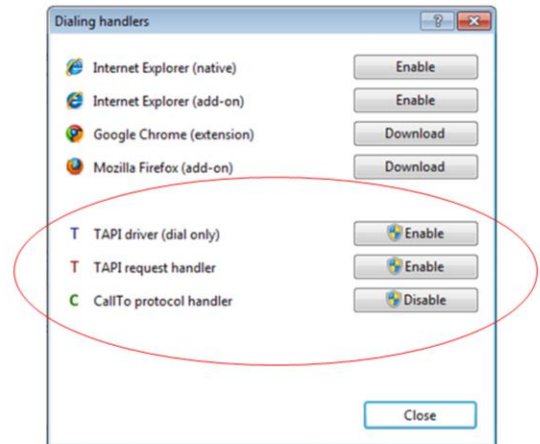 Dialing handlers
Internet Explorer (native) Enable
Internet Explorer (add-on) Enable
Google Chrome (extension) Download
Mozilla Firefox (add-on) Download
T TAPI driver (dial only) Enable
T TAPI request handler Enable
C CallTo protocol handler Disable
Close